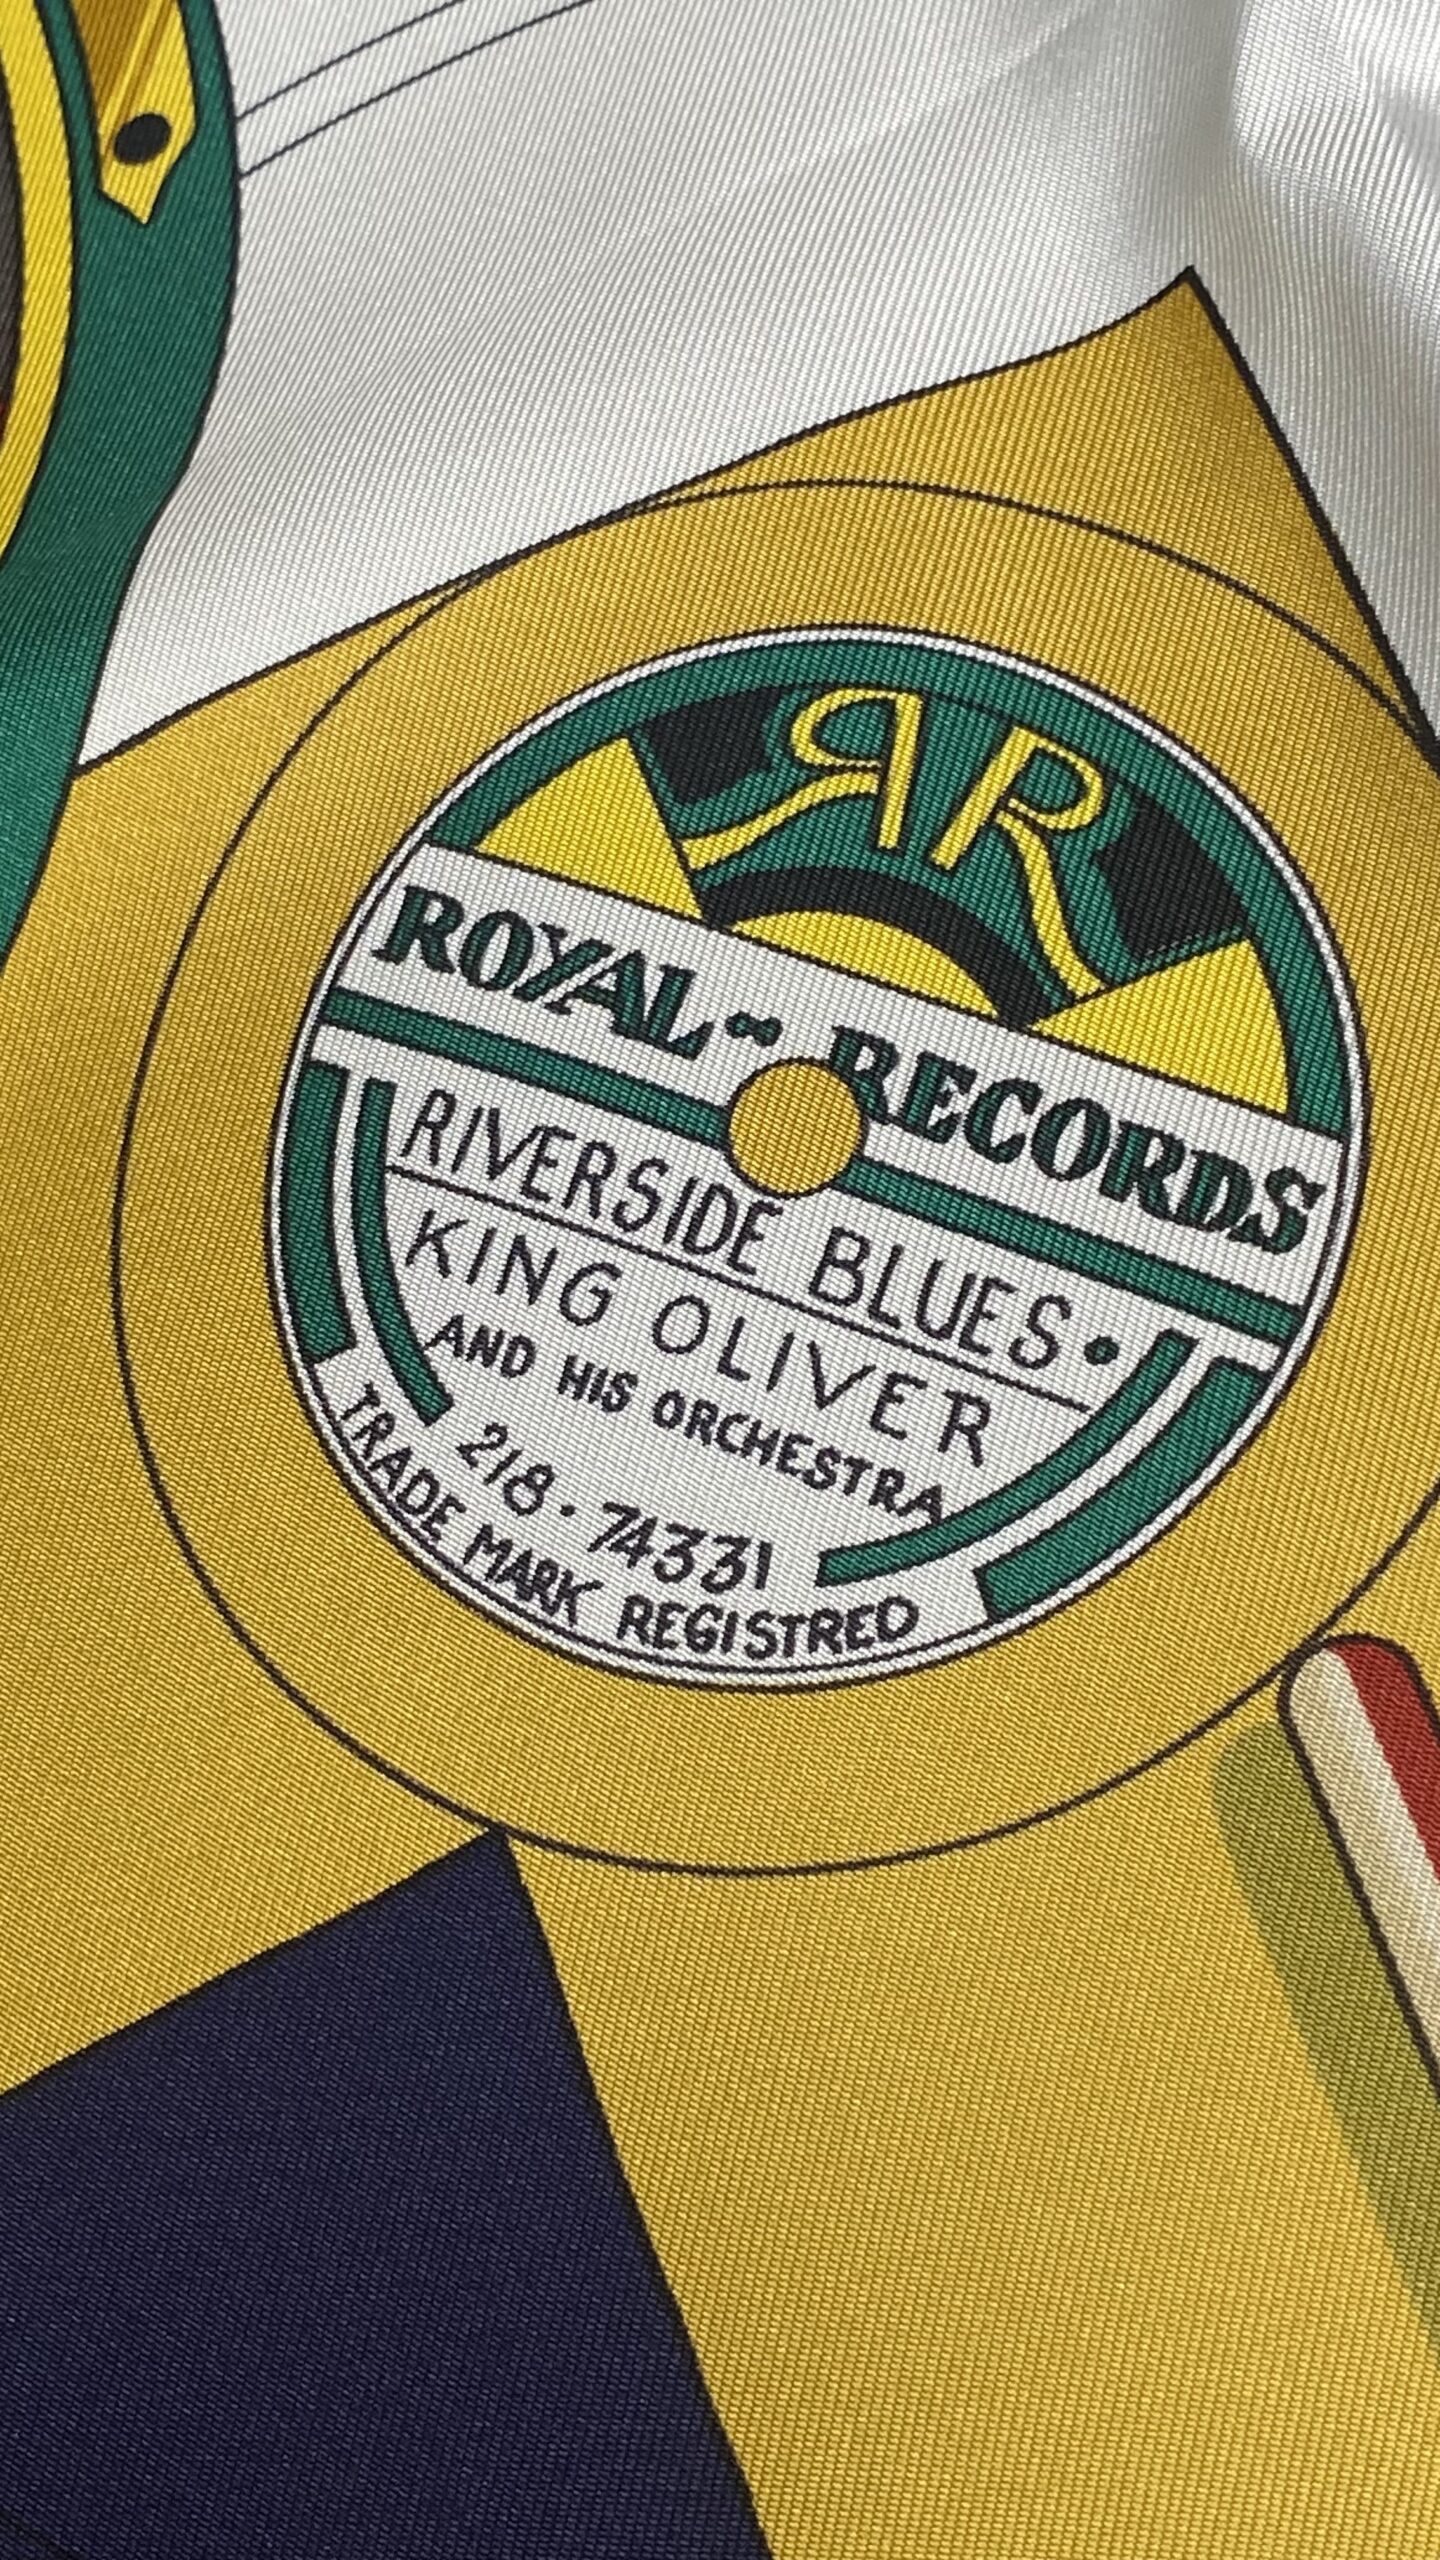 RR
ROYAL~ RECORDS
RIVERSIDE BLUES.
KING OLIVER
AND HIS ORCHESTRA
218.74331
TRADE MARK REGISTRED